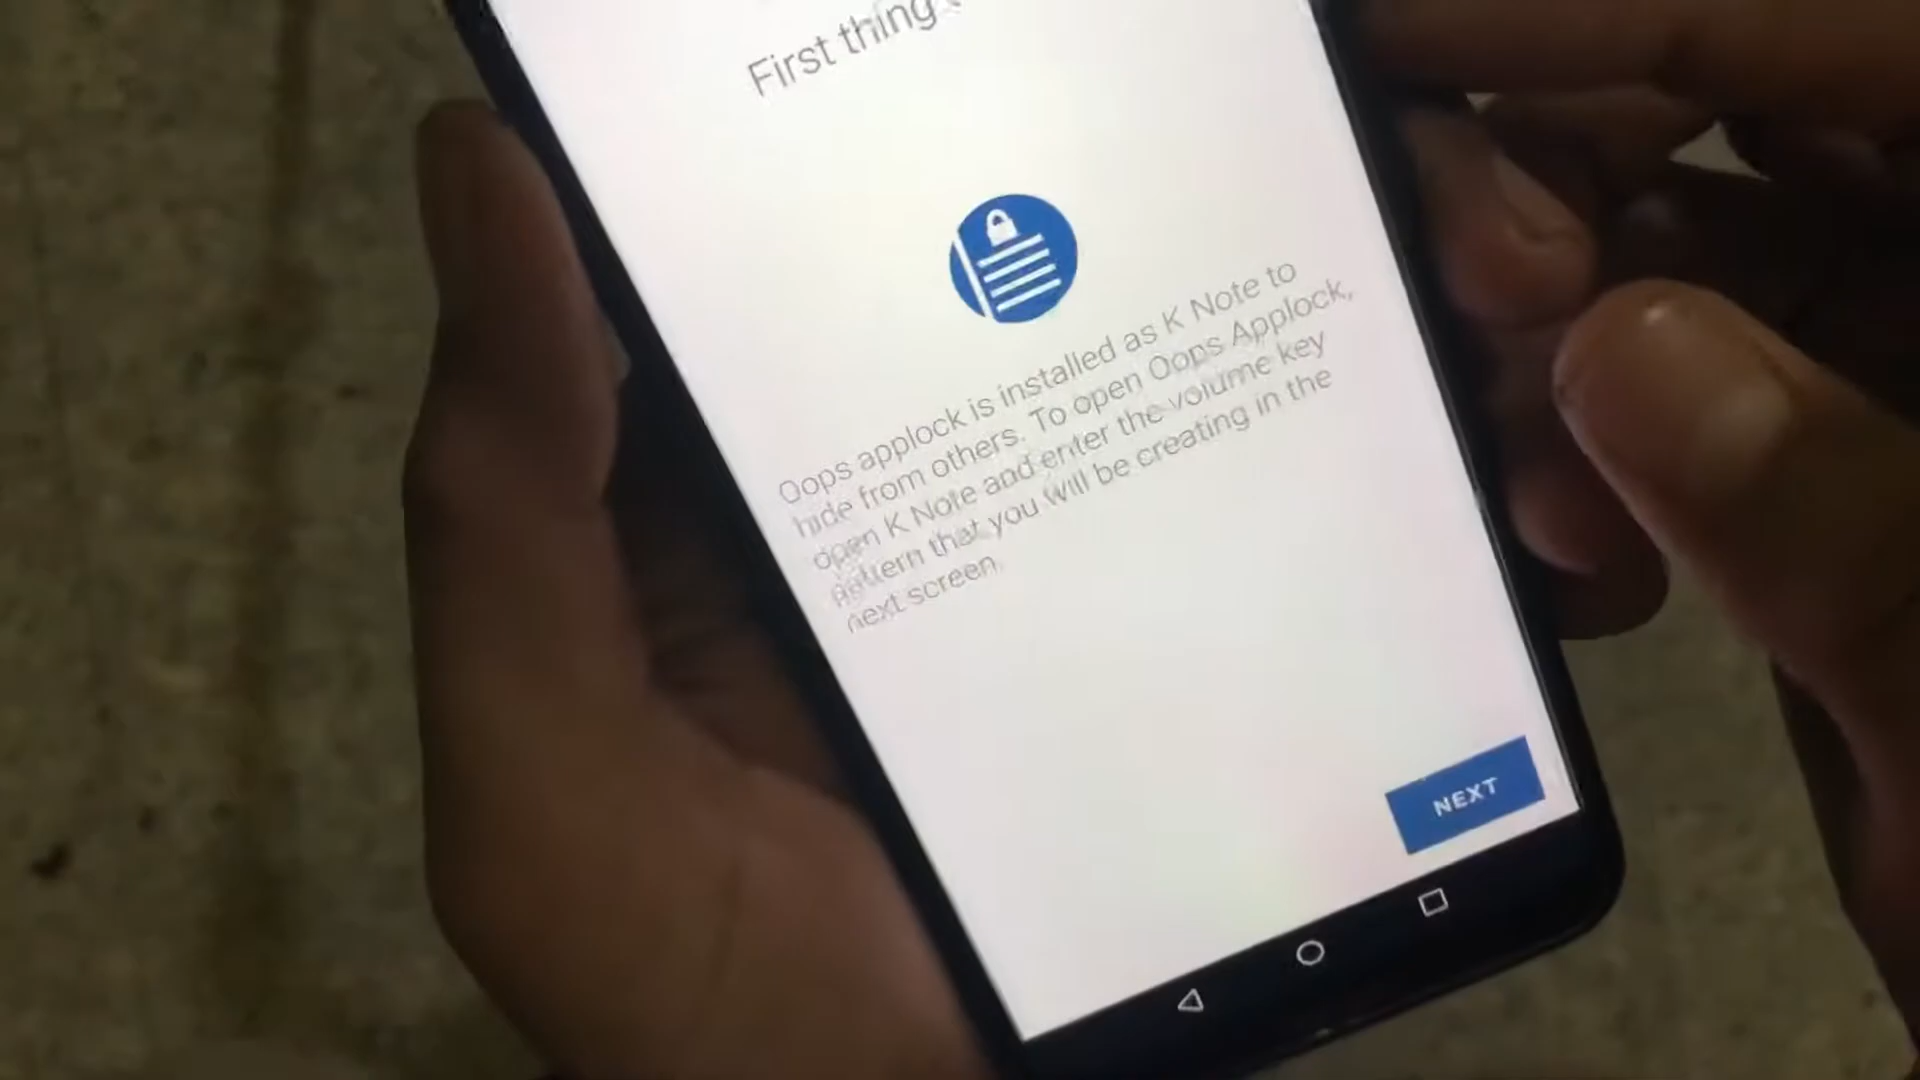 First thing
Oops applock is installed as K Note to
hide from others. To open Oops Applock,
open K Note and enter the volume key
pattern that you will be creating in the
next screen.
NEXT